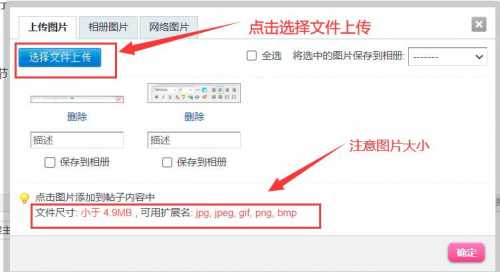 上传图片 相册图片 网络图片
点击选择文件上传
选择文件上传
全选 将选中的图片保存到相册: -------
删除 删除
描述 描述
保存到相册 保存到相册
注意图片大小
点击图片添加到帖子内容中
文件尺寸: 小于 4.9MB , 可用扩展名: jpg, jpeg, gif, png, bmp
确定